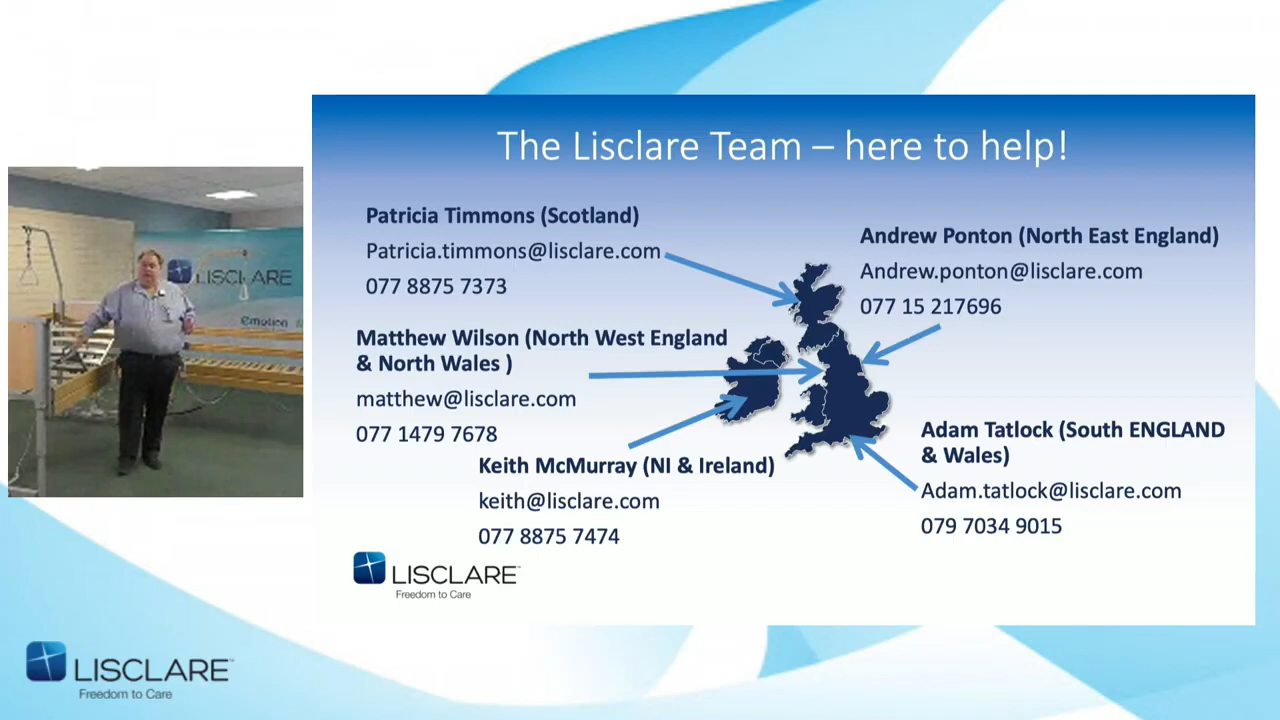 The Lisclare Team – here to help!
Patricia Timmons (Scotland)
Patricia.timmons@lisclare.com
077 8875 7373
Andrew Ponton (North East England)
Andrew.ponton@lisclare.com
077 15 217696
Matthew Wilson (North West England
& North Wales )
matthew@lisclare.com
077 1479 7678
Keith McMurray (NI & Ireland)
keith@lisclare.com
077 8875 7474
Adam Tatlock (South ENGLAND
& Wales)
Adam.tatlock@lisclare.com
079 7034 9015
LISCLARE™
Freedom to Care
LISCLARE
emotion
LISCLARE™
Freedom to Care